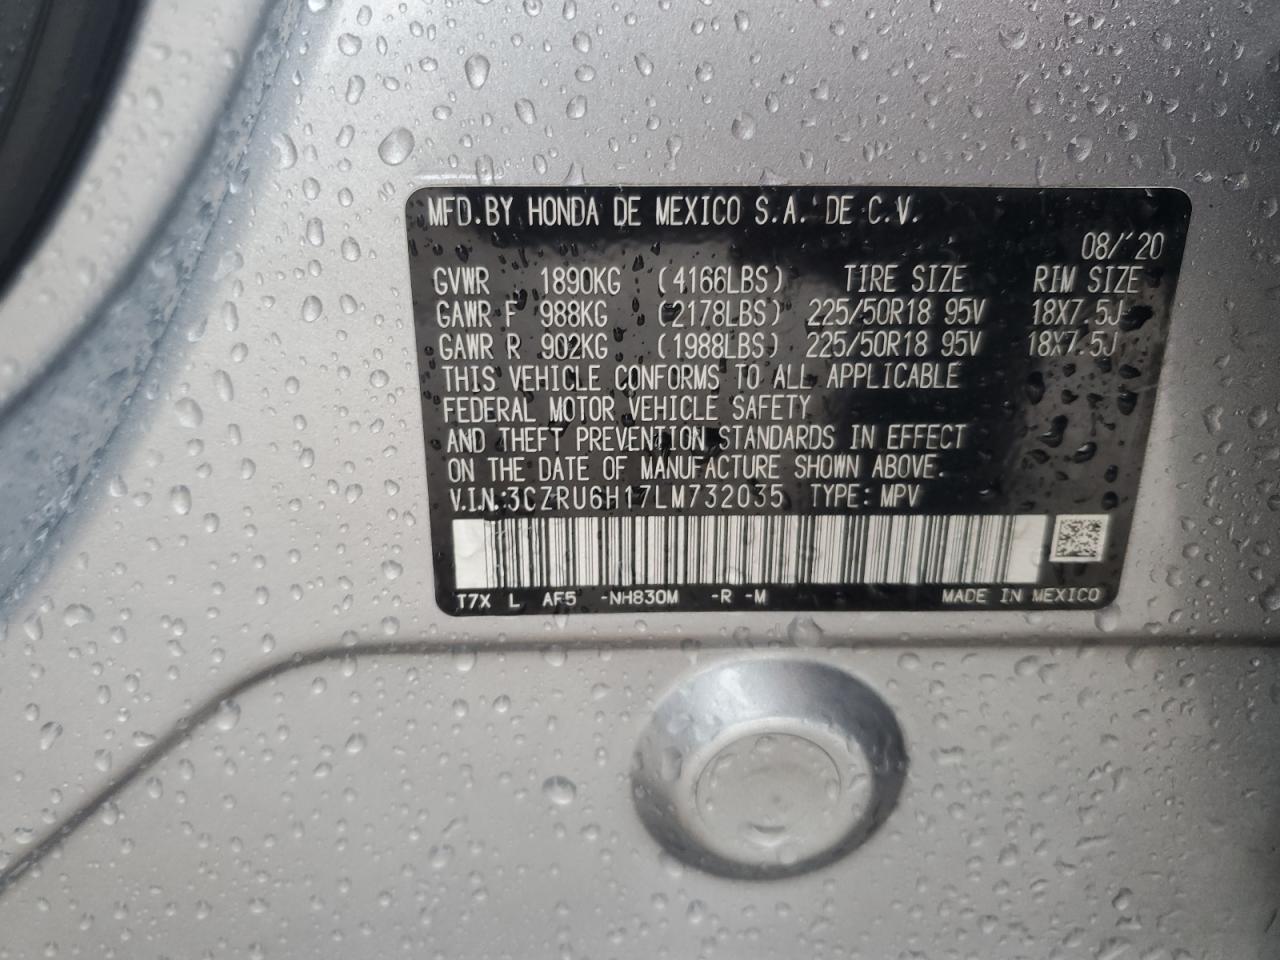 MFD.BY HONDA DE MEXICO S.A. DE C.V.
08/'20
GVWR 1890KG (4166LBS) TIRE SIZE RIM SIZE
GAWR F 988KG (2178LBS) 225/50R18 95V 18X7.5J
GAWR R 902KG (1988LBS) 225/50R18 95V 18X7.5J
THIS VEHICLE CONFORMS TO ALL APPLICABLE
FEDERAL MOTOR VEHICLE SAFETY
AND THEFT PREVENTION STANDARDS IN EFFECT
ON THE DATE OF MANUFACTURE SHOWN ABOVE.
V.I.N.:3CZRU6H17LM732035 TYPE: MPV
T7X L AF5 -NH830M -R -M MADE IN MEXICO